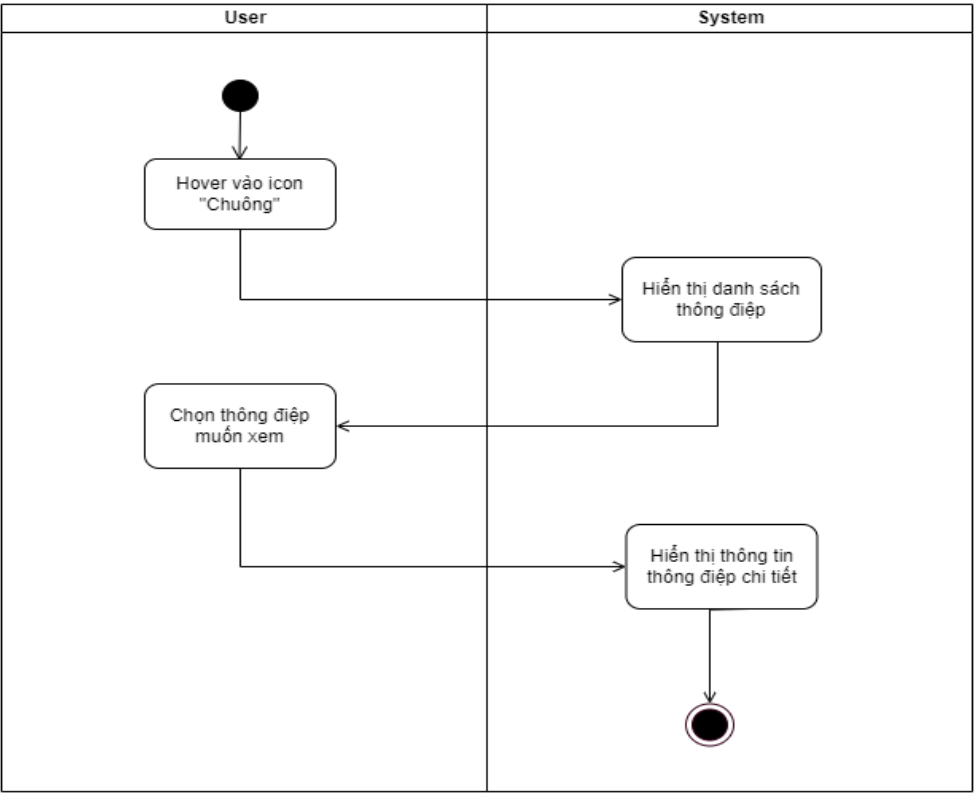 User
System
Hover vào icon
"Chuông"
Hiển thị danh sách
thông điệp
Chọn thông điệp
muốn xem
Hiển thị thông tin
thông điệp chi tiết